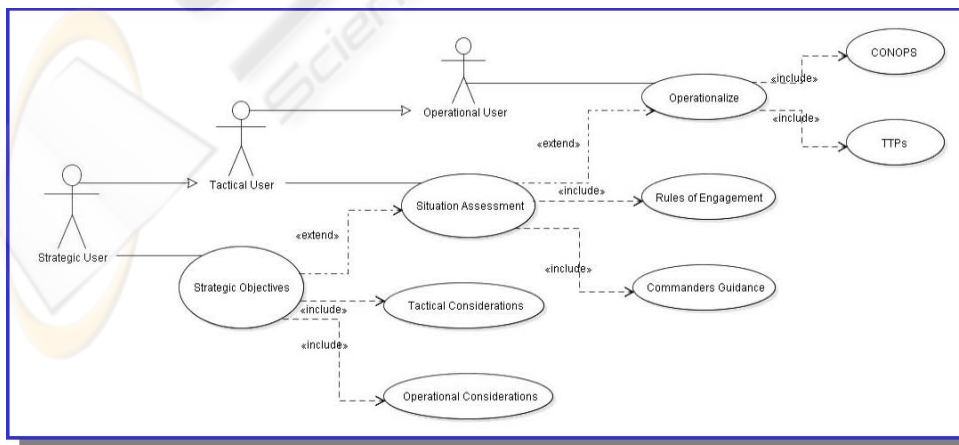 CONOPS
«include»
Operational User
Operationalize
«include»
TTPs
«extend»
Tactical User
«include»
Rules of Engagement
Situation Assessment
«extend»
Strategic User
«include»
Strategic Objectives
Commanders Guidance
«include»
Tactical Considerations
«include»
Operational Considerations